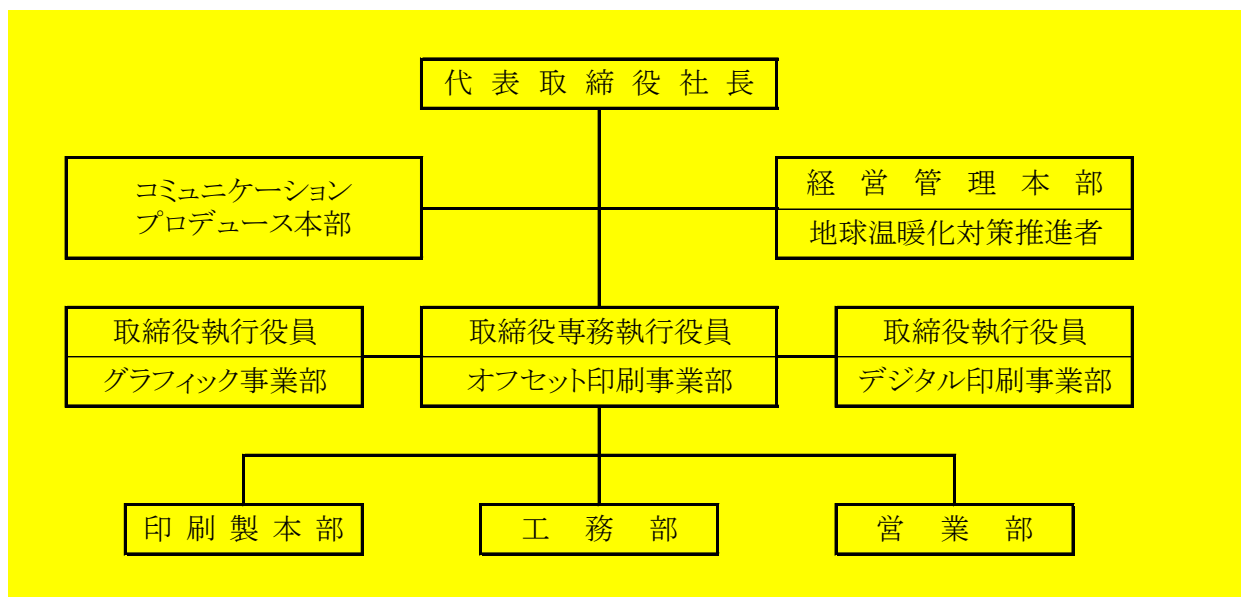 代表取締役社長
コミュニケーション
プロデュース本部
経営管理本部
地球温暖化対策推進者
取締役執行役員
グラフィック事業部
取締役専務執行役員
オフセット印刷事業部
取締役執行役員
デジタル印刷事業部
印刷製本部
工務部
営業部